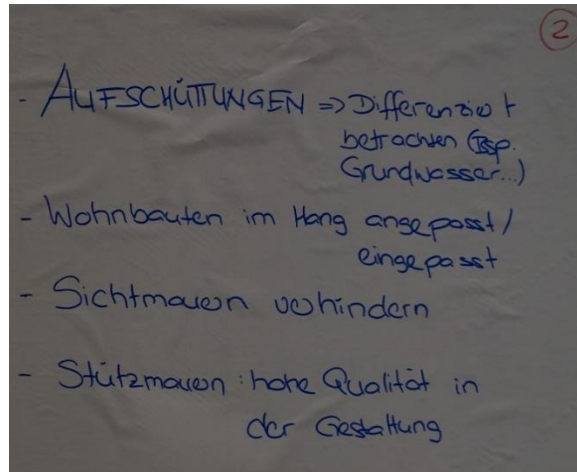 2
- AUFSCHÜTTUNGEN => Differenziert
betrachten (Bsp.
Grundwasser...)
- Wohnbauten im Hang angepasst/
eingepasst
- Sichtmauern verhindern
- Stützmauern: hohe Qualität in
der Gestaltung